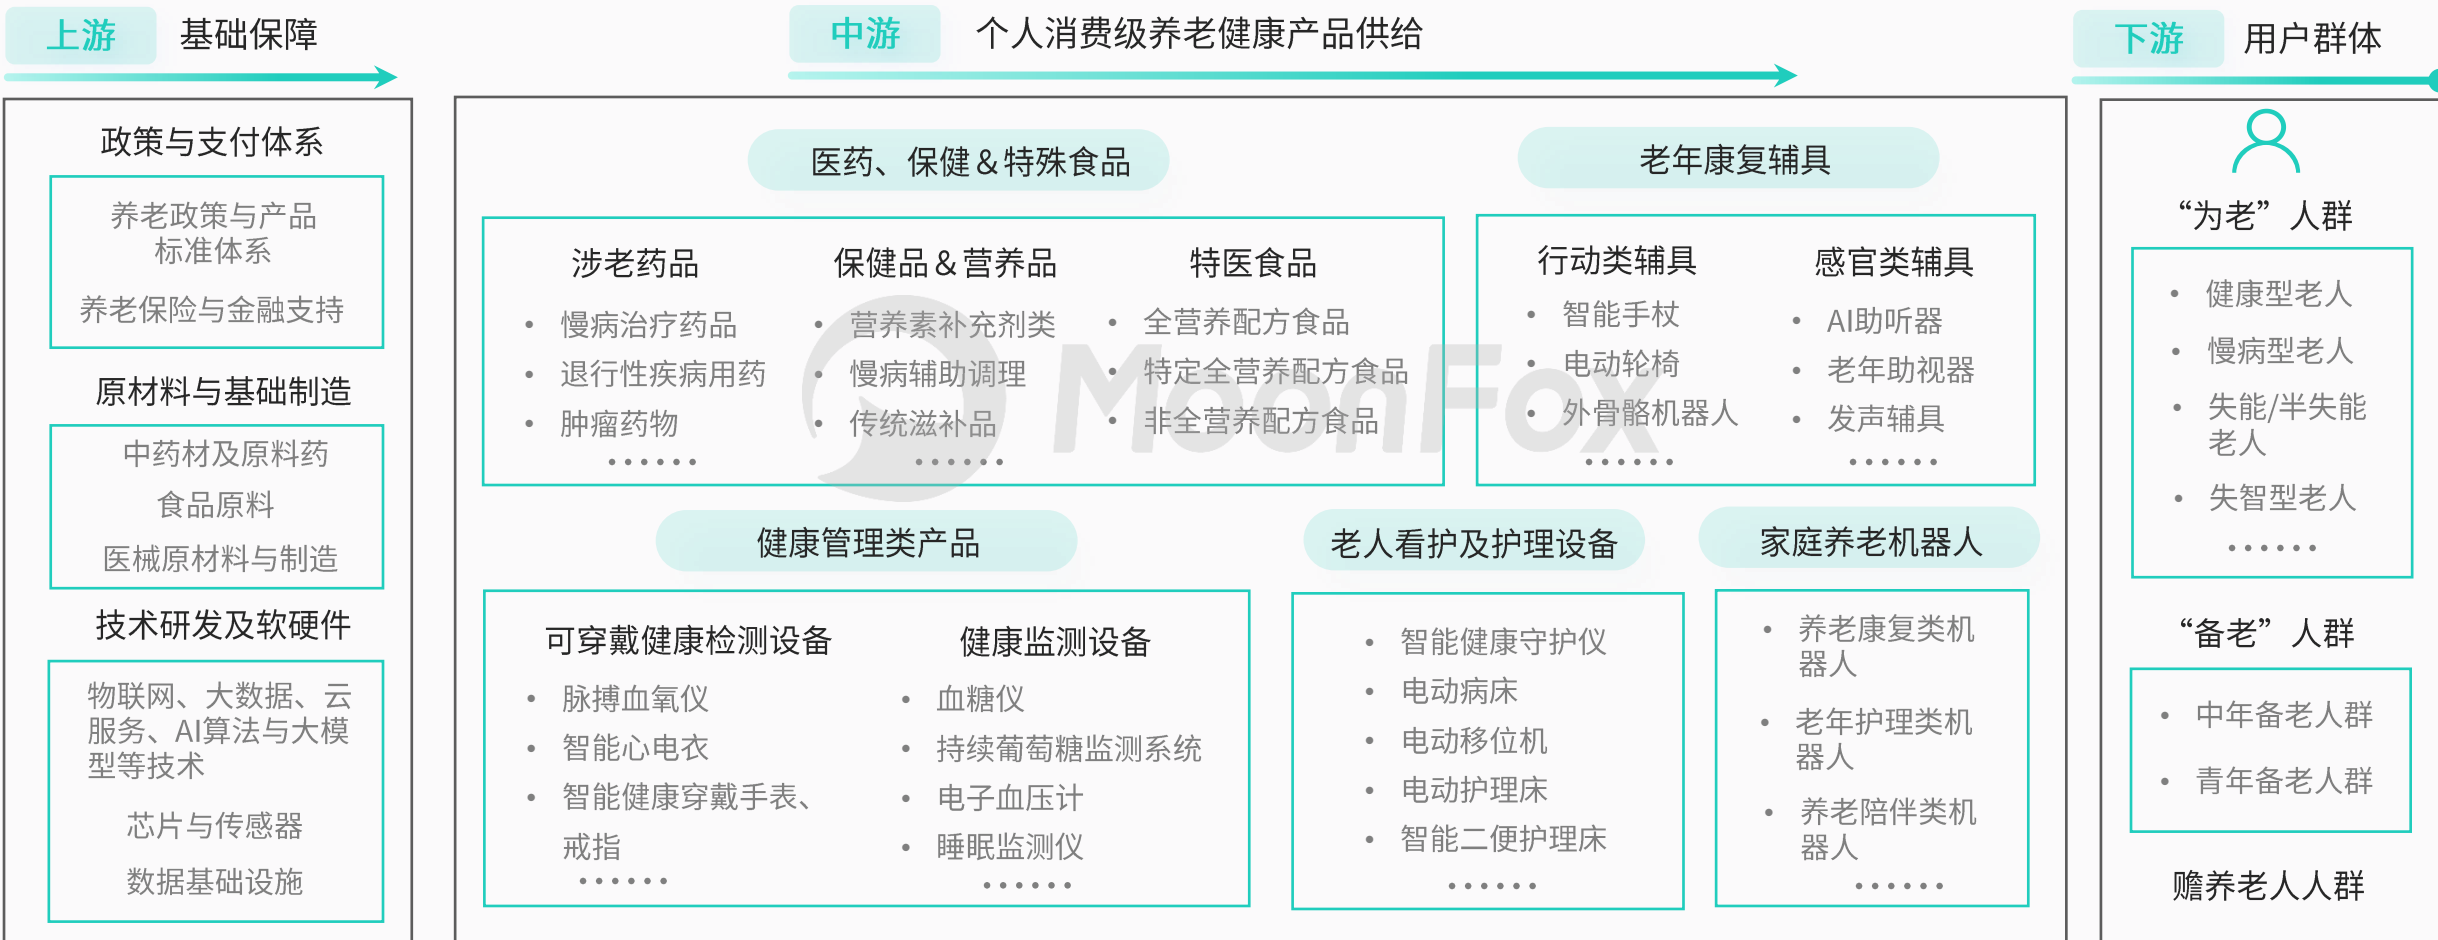 上游
基础保障
政策与支付体系
养老政策与产品
标准体系
养老保险与金融支持
原材料与基础制造
中药材及原料药
食品原料
医械原材料与制造
技术研发及软硬件
物联网、大数据、云
服务、AI算法与大模
型等技术
芯片与传感器
数据基础设施
中游
个人消费级养老健康产品供给
医药、保健＆特殊食品
涉老药品
• 慢病治疗药品
• 退行性疾病用药
• 肿瘤药物
••••••
保健品＆营养品
• 营养素补充剂类
• 慢病辅助调理
• 传统滋补品
••••••
特医食品
• 全营养配方食品
• 特定全营养配方食品
• 非全营养配方食品
老年康复辅具
行动类辅具
• 智能手杖
• 电动轮椅
• 外骨骼机器人
••••••
感官类辅具
• AI助听器
• 老年助视器
• 发声辅具
••••••
MoonFox
健康管理类产品
可穿戴健康检测设备
• 脉搏血氧仪
• 智能心电衣
• 智能健康穿戴手表、
戒指
••••••
健康监测设备
• 血糖仪
• 持续葡萄糖监测系统
• 电子血压计
• 睡眠监测仪
••••••
老人看护及护理设备
• 智能健康守护仪
• 电动病床
• 电动移位机
• 电动护理床
• 智能二便护理床
••••••
家庭养老机器人
• 养老康复类机
器人
• 老年护理类机
器人
• 养老陪伴类机
器人
••••••
下游
用户群体
“为老”人群
• 健康型老人
• 慢病型老人
• 失能/半失能
老人
• 失智型老人
••••••
“备老”人群
• 中年备老人群
• 青年备老人群
赡养老人人群